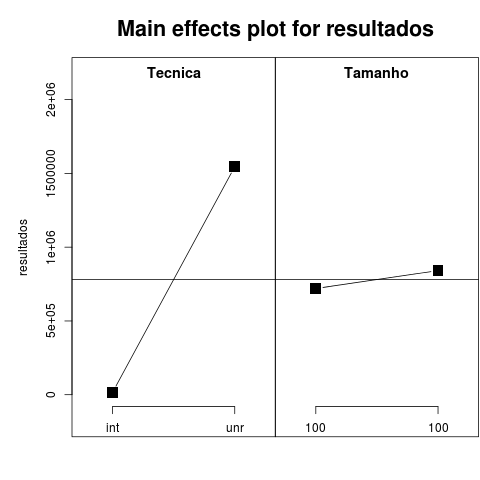 Main effects plot for resultados
Tecnica
Tamanho
resultados
2e+06
1500000
1e+06
5e+05
0
int
unr
100
100